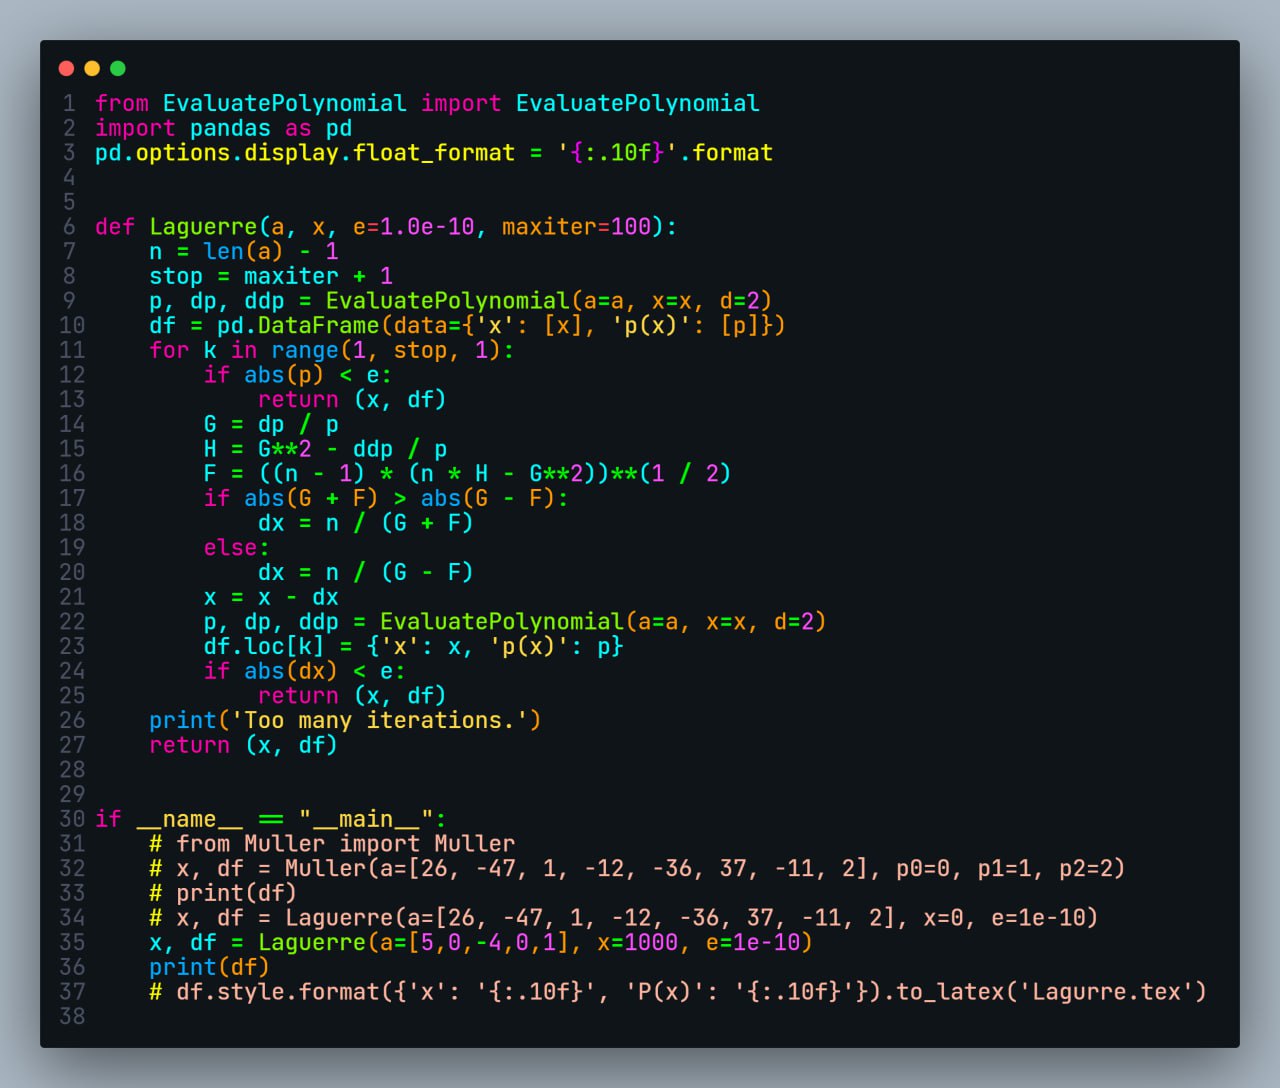 1 from EvaluatePolynomial import EvaluatePolynomial
2 import pandas as pd
3 pd.options.display.float_format = '{:.10f}'.format
4
5
6 def Laguerre(a, x, e=1.0e-10, maxiter=100):
7     n = len(a) - 1
8     stop = maxiter + 1
9     p, dp, ddp = EvaluatePolynomial(a=a, x=x, d=2)
10     df = pd.DataFrame(data={'x': [x], 'p(x)': [p]})
11     for k in range(1, stop, 1):
12         if abs(p) < e:
13             return (x, df)
14         G = dp / p
15         H = G**2 - ddp / p
16         F = ((n - 1) * (n * H - G**2))**(1 / 2)
17         if abs(G + F) > abs(G - F):
18             dx = n / (G + F)
19         else:
20             dx = n / (G - F)
21         x = x - dx
22         p, dp, ddp = EvaluatePolynomial(a=a, x=x, d=2)
23         df.loc[k] = {'x': x, 'p(x)': p}
24         if abs(dx) < e:
25             return (x, df)
26     print('Too many iterations.')
27     return (x, df)
28
29
30 if __name__ == "__main__":
31     # from Muller import Muller
32     # x, df = Muller(a=[26, -47, 1, -12, -36, 37, -11, 2], p0=0, p1=1, p2=2)
33     # print(df)
34     # x, df = Laguerre(a=[26, -47, 1, -12, -36, 37, -11, 2], x=0, e=1e-10)
35     x, df = Laguerre(a=[5,0,-4,0,1], x=1000, e=1e-10)
36     print(df)
37     # df.style.format({'x': '{:.10f}', 'P(x)': '{:.10f}'}).to_latex('Lagurre.tex')
38